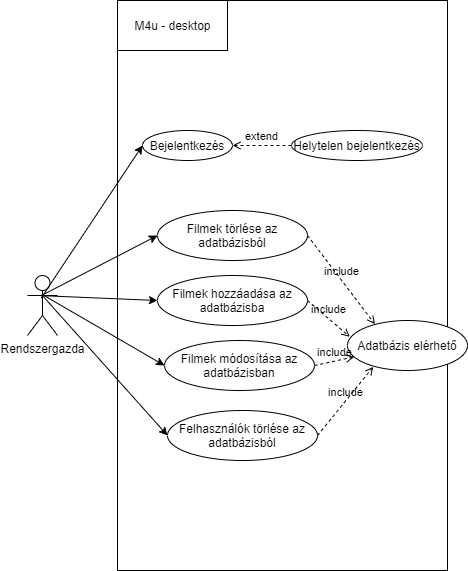 M4u - desktop
extend
Bejelentkezés
Helytelen bejelentkezés
Filmek törlése az
adatbázisból
include
Filmek hozzáadása az
adatbázisba
include
Rendszergazda
Filmek módosítása az
adatbázisban
include
Adatbázis elérhető
include
Felhasználók törlése az
adatbázisból